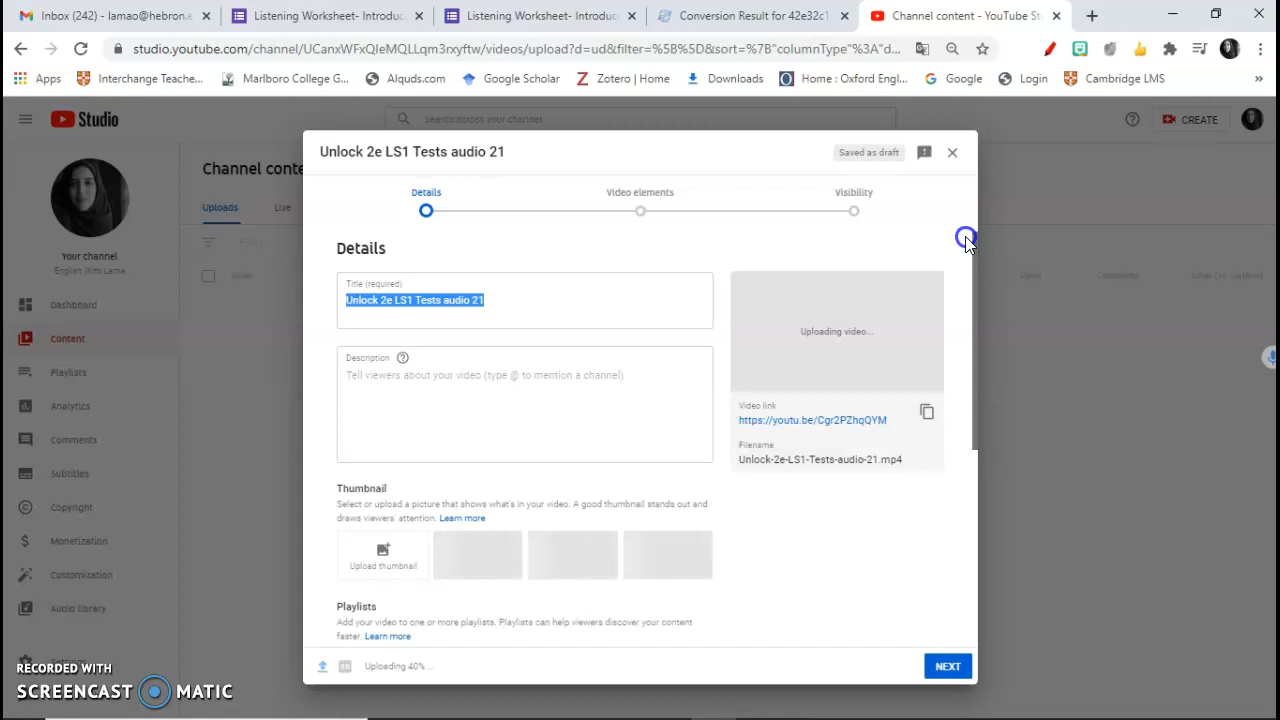 Inbox (242) - lamao@hebron.e
Listening Worksheet- Introduc
Listening Worksheet- Introduc
Conversion Result for 42e32c1
Channel content - YouTube St
studio.youtube.com/channel/UCanxWFxQIeMQLLqm3rxyftw/videos/upload?d=ud&filter=%5B%5D&sort=%7B"columnType"%3A"d...
Apps
Interchange Teache...
Marlboro College G...
Alquds.com
Google Scholar
Zotero | Home
Downloads
Home : Oxford Engl...
Google
Login
Cambridge LMS
»
Studio
Search across your channel
CREATE
Channel conte
Uploads
Live
Filter
Video
Date
Comments
Likes (vs. dislikes)
Your channel
English With Lama
Dashboard
Content
Playlists
Analytics
Comments
Subtitles
Copyright
Monetization
Customization
Audio library
Unlock 2e LS1 Tests audio 21
Saved as draft
Details
Video elements
Visibility
Details
Title (required)
Unlock 2e LS1 Tests audio 21
Description
Tell viewers about your video (type @ to mention a channel)
Uploading video...
Video link
https://youtu.be/Cgr2PZhqQYM
Filename
Unlock-2e-LS1-Tests-audio-21.mp4
Thumbnail
Select or upload a picture that shows what's in your video. A good thumbnail stands out and
draws viewers' attention. Learn more
Upload thumbnail
Playlists
Add your video to one or more playlists. Playlists can help viewers discover your content
faster. Learn more
Uploading 40% ...
NEXT
RECORDED WITH
SCREENCAST MATIC